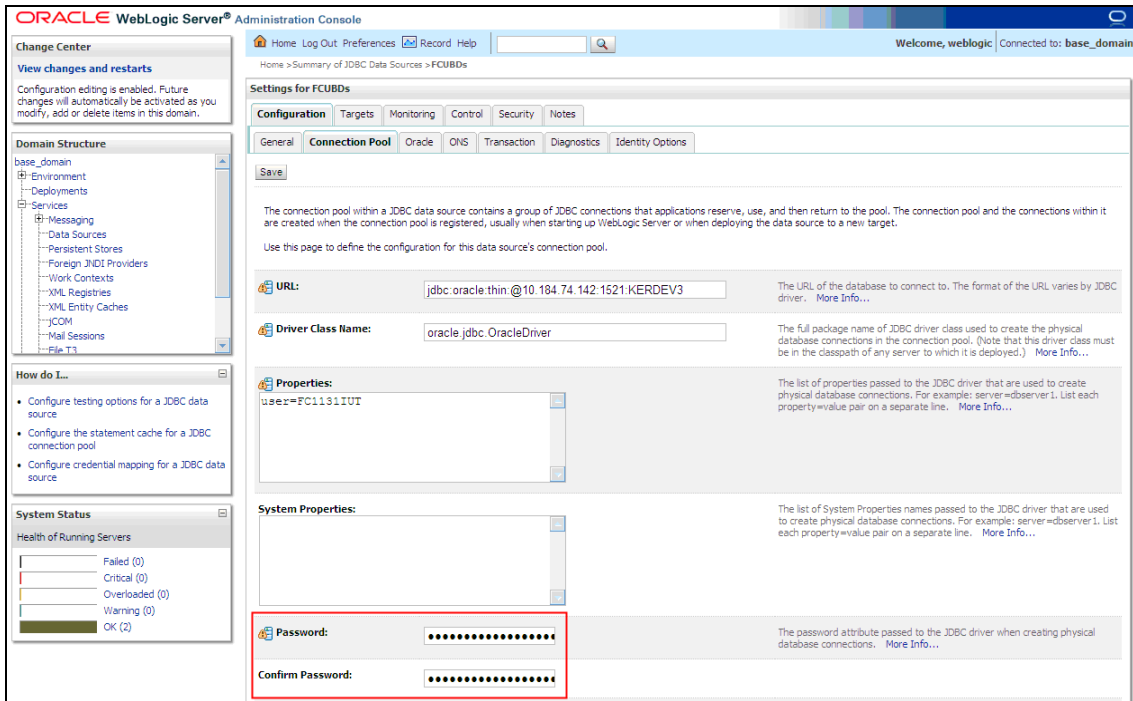 ORACLE WebLogic Server® Administration Console
Change Center
View changes and restarts
Configuration editing is enabled. Future
changes will automatically be activated as you
modify, add or delete items in this domain.
Domain Structure
base_domain
Environment
Deployments
Services
Messaging
Data Sources
Persistent Stores
Foreign JNDI Providers
Work Contexts
XML Registries
XML Entity Caches
jCOM
Mail Sessions
File T3
How do I...
Configure testing options for a JDBC data
source
Configure the statement cache for a JDBC
connection pool
Configure credential mapping for a JDBC data
source
System Status
Health of Running Servers
Failed (0)
Critical (0)
Overloaded (0)
Warning (0)
OK (2)
Home Log Out Preferences Record Help
Welcome, weblogic Connected to: base_domain
Home >Summary of JDBC Data Sources >FCUBDs
Settings for FCUBDs
Configuration Targets Monitoring Control Security Notes
General Connection Pool Oracle ONS Transaction Diagnostics Identity Options
Save
The connection pool within a JDBC data source contains a group of JDBC connections that applications reserve, use, and then return to the pool. The connection pool and the connections within it
are created when the connection pool is registered, usually when starting up WebLogic Server or when deploying the data source to a new target.
Use this page to define the configuration for this data source's connection pool.
URL:
jdbc:oracle:thin:@10.184.74.142:1521:KERDEV3
The URL of the database to connect to. The format of the URL varies by JDBC
driver. More Info...
Driver Class Name:
oracle.jdbc.OracleDriver
The full package name of JDBC driver class used to create the physical
database connections in the connection pool. (Note that this driver class must
be in the classpath of any server to which it is deployed.) More Info...
Properties:
user=FC1131IUT
The list of properties passed to the JDBC driver that are used to create
physical database connections. For example: server=dbserver1. List each
property=value pair on a separate line. More Info...
System Properties:
The list of System Properties names passed to the JDBC driver that are used
to create physical database connections. For example: server=dbserver1. List
each property=value pair on a separate line. More Info...
Password:
The password attribute passed to the JDBC driver when creating physical
database connections. More Info...
Confirm Password: